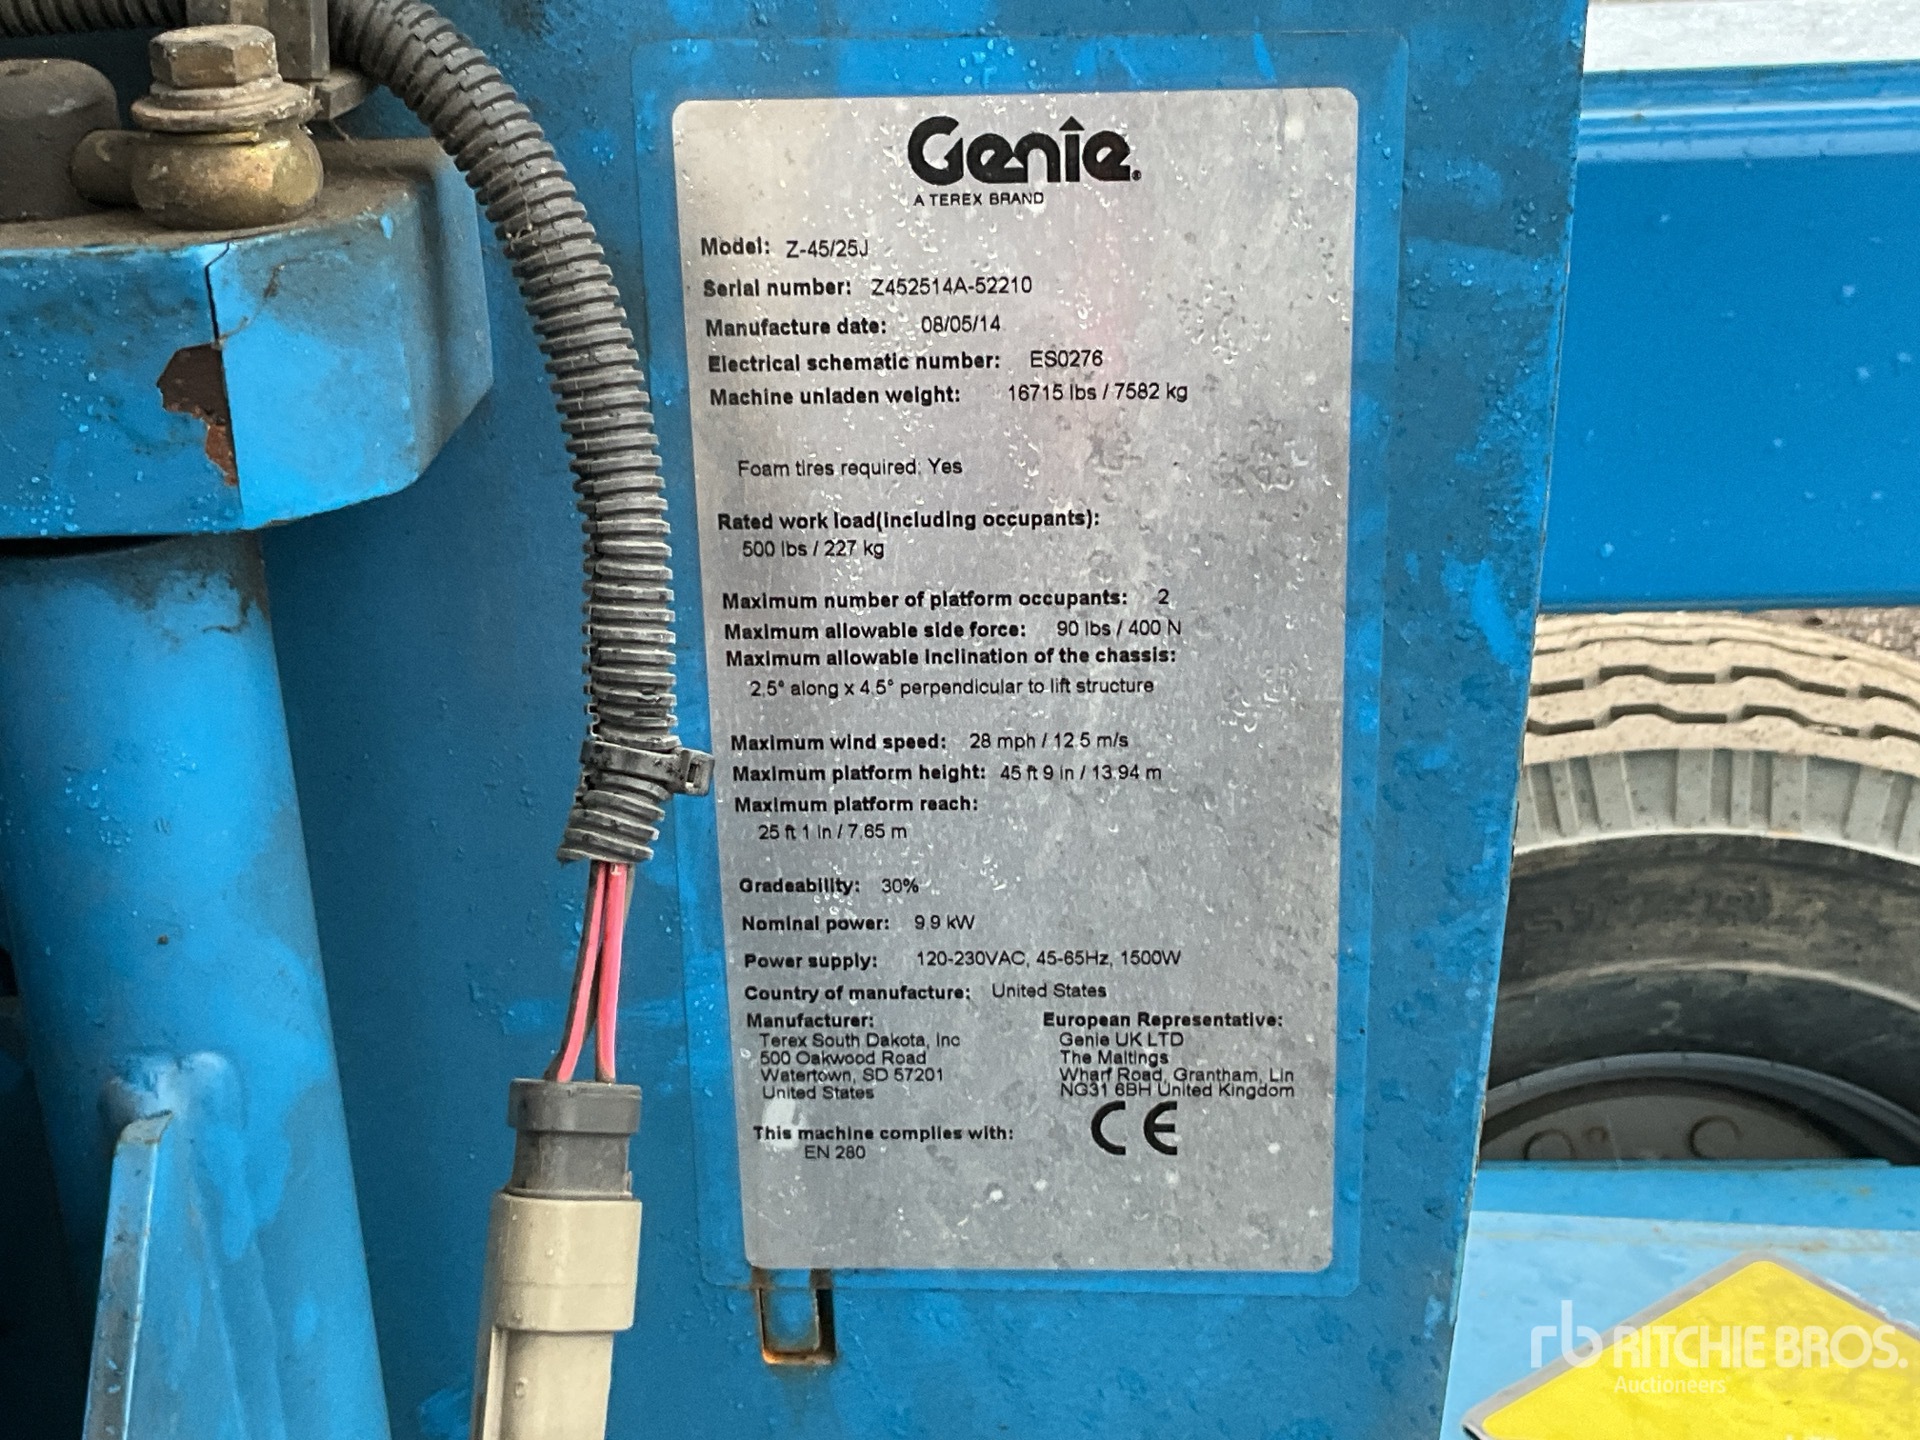 Genie®
A TEREX BRAND
Model: Z-45/25J
Serial number: Z452514A-52210
Manufacture date: 08/05/14
Electrical schematic number: ES0276
Machine unladen weight: 16715 lbs / 7582 kg
Foam tires required: Yes
Rated work load(including occupants):
500 lbs / 227 kg
Maximum number of platform occupants: 2
Maximum allowable side force: 90 lbs / 400 N
Maximum allowable inclination of the chassis:
2.5° along x 4.5° perpendicular to lift structure
Maximum wind speed: 28 mph / 12.5 m/s
Maximum platform height: 45 ft 9 in / 13.94 m
Maximum platform reach:
25 ft 1 in / 7.65 m
Gradeability: 30%
Nominal power: 9.9 kW
Power supply: 120-230VAC, 45-65Hz, 1500W
Country of manufacture: United States
Manufacturer:
Terex South Dakota, Inc
500 Oakwood Road
Watertown, SD 57201
United States
European Representative:
Genie UK LTD
The Maltings
Wharf Road, Grantham, Lin
NG31 6BH United Kingdom
This machine complies with:
EN 280
CE
rb RITCHIE BROS.
Auctioneers